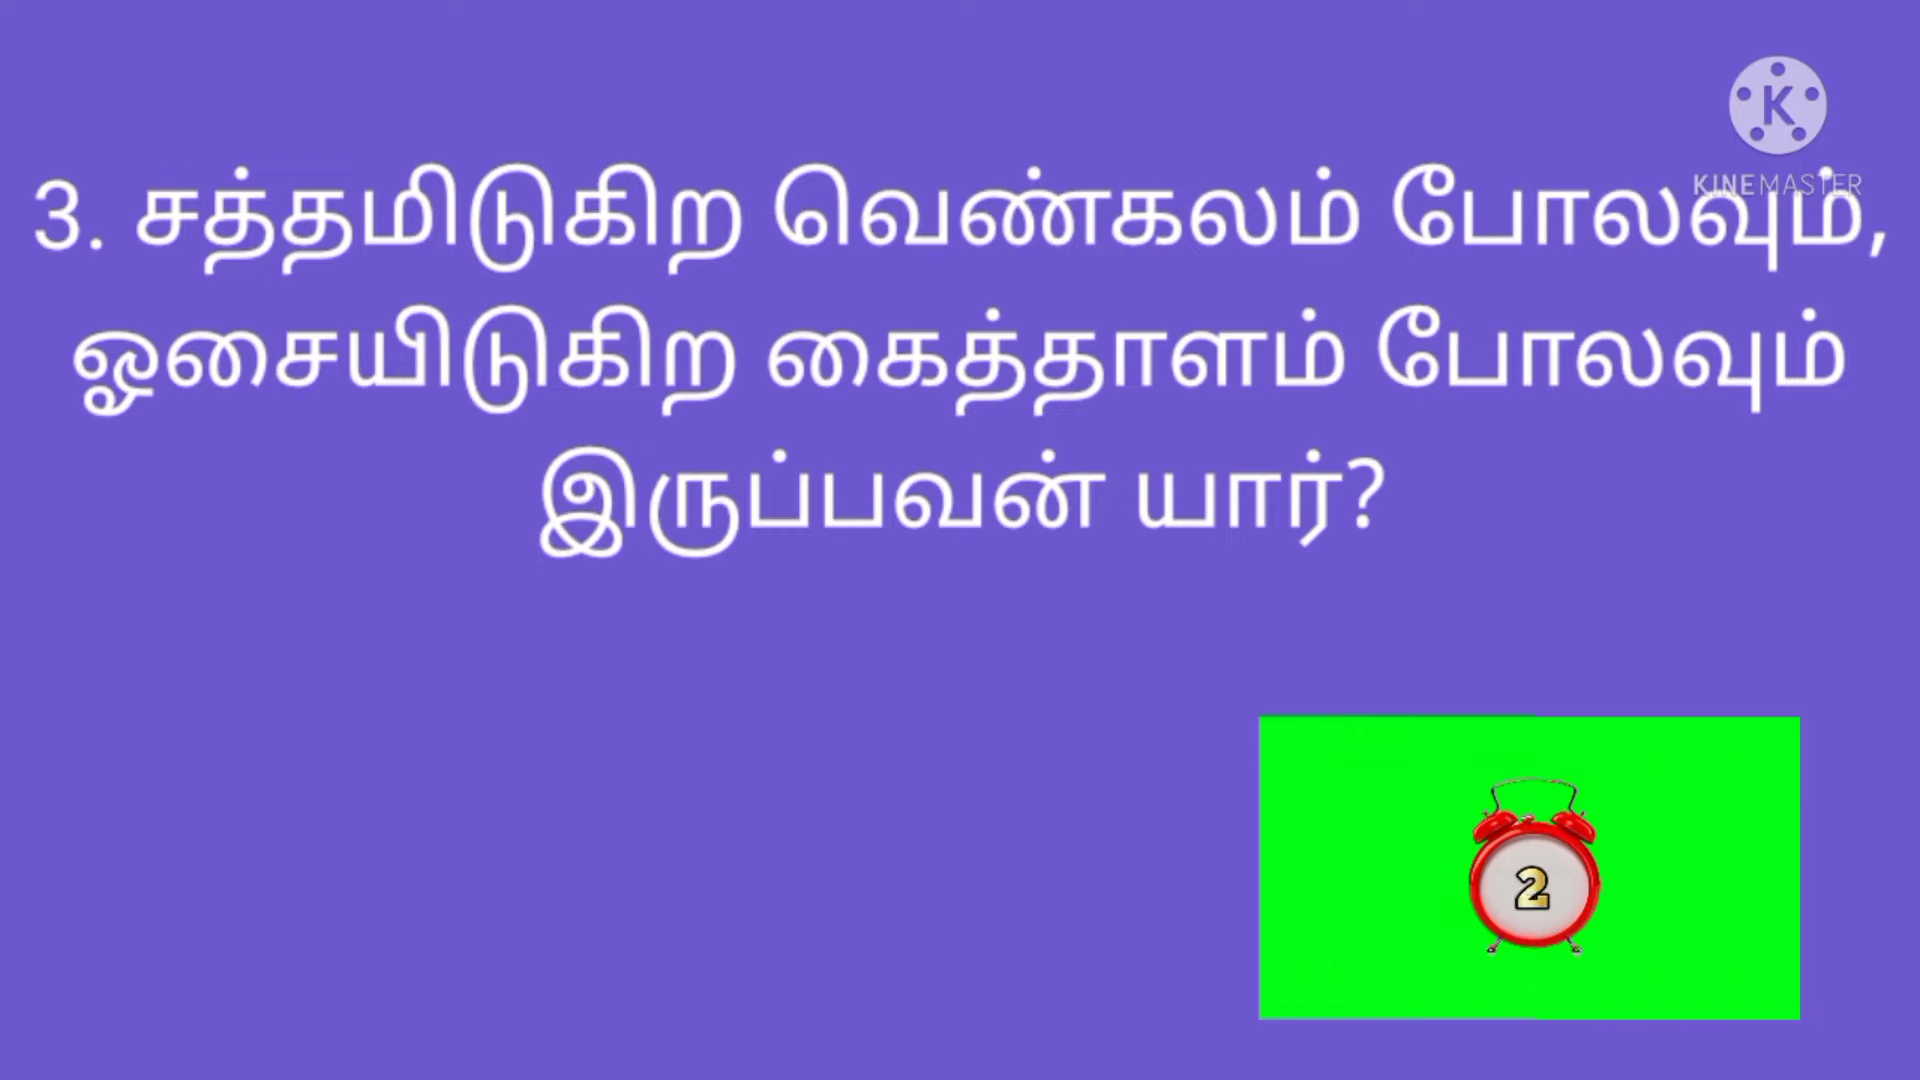 KINEMASTER
3. சத்தமிடுகிற வெண்கலம் போலவும்,
ஓசையிடுகிற கைத்தாளம் போலவும்
இருப்பவன் யார்?
2